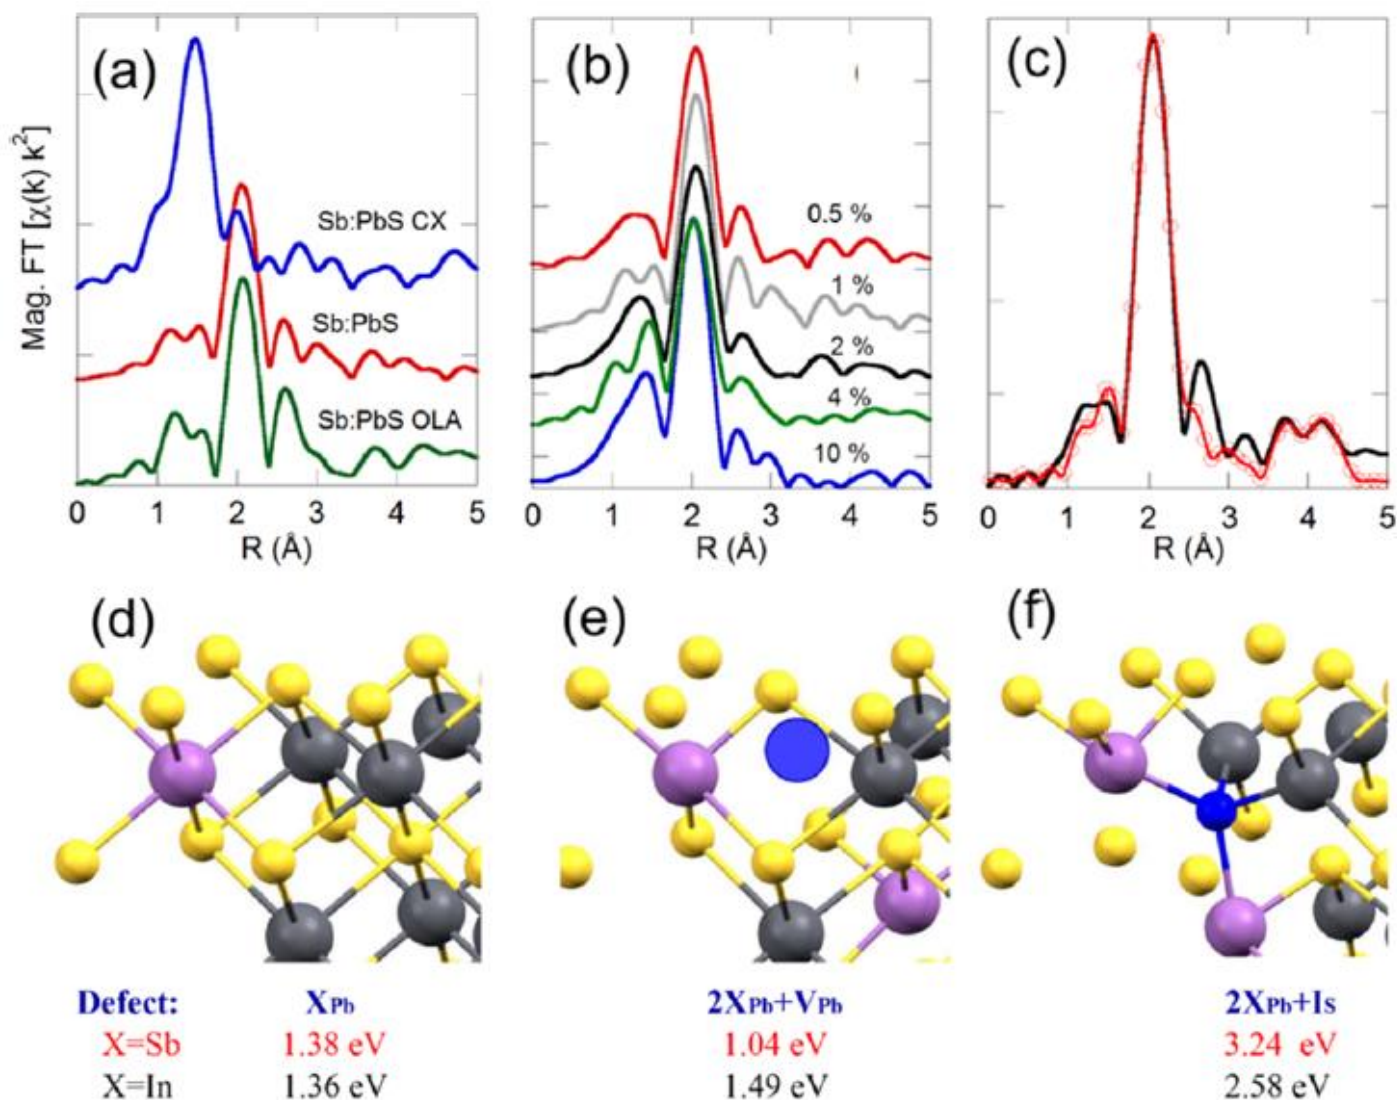 (a)
Mag. FT [χ(k) k²]
Sb:PbS CX
Sb:PbS
Sb:PbS OLA
0 1 2 3 4 5
R (Å)
(b)
0.5 %
1 %
2 %
4 %
10 %
0 1 2 3 4 5
R (Å)
(c)
0 1 2 3 4 5
R (Å)
(d)
(e)
(f)
Defect: XPb 2XPb+VPb 2XPb+Is
X=Sb 1.38 eV 1.04 eV 3.24 eV
X=In 1.36 eV 1.49 eV 2.58 eV